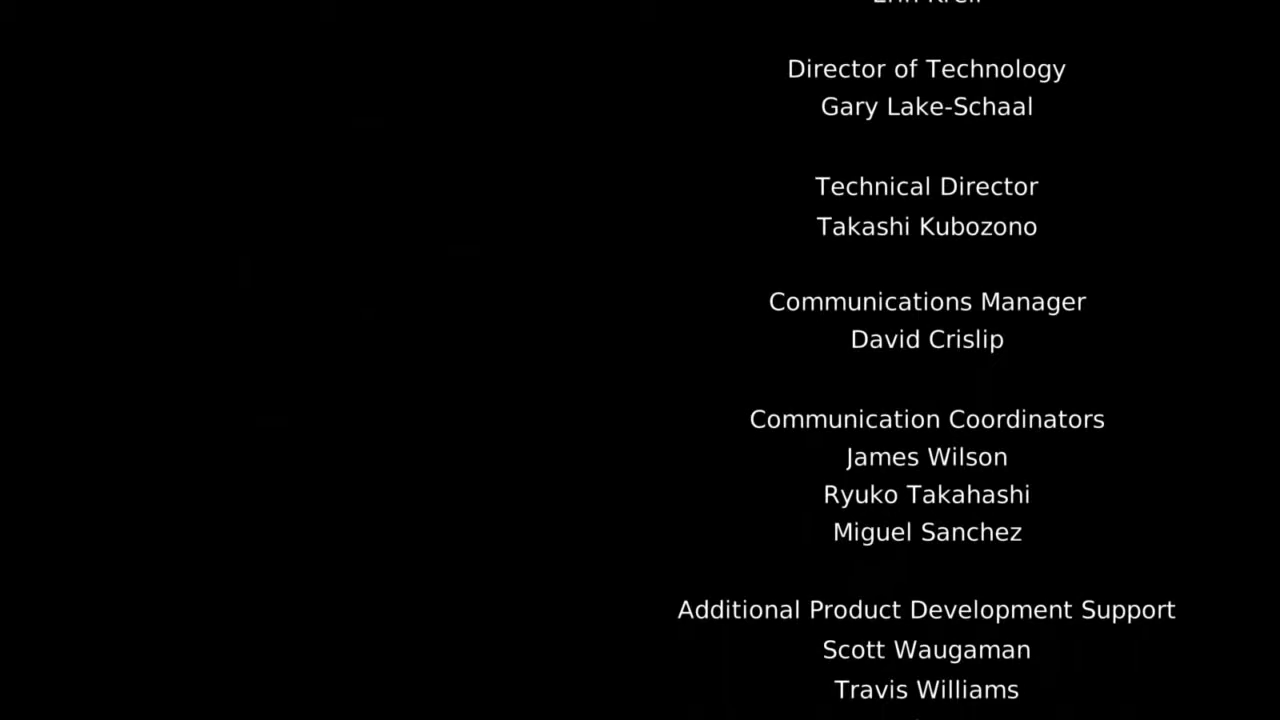 Director of Technology
Gary Lake-Schaal
Technical Director
Takashi Kubozono
Communications Manager
David Crislip
Communication Coordinators
James Wilson
Ryuko Takahashi
Miguel Sanchez
Additional Product Development Support
Scott Waugaman
Travis Williams